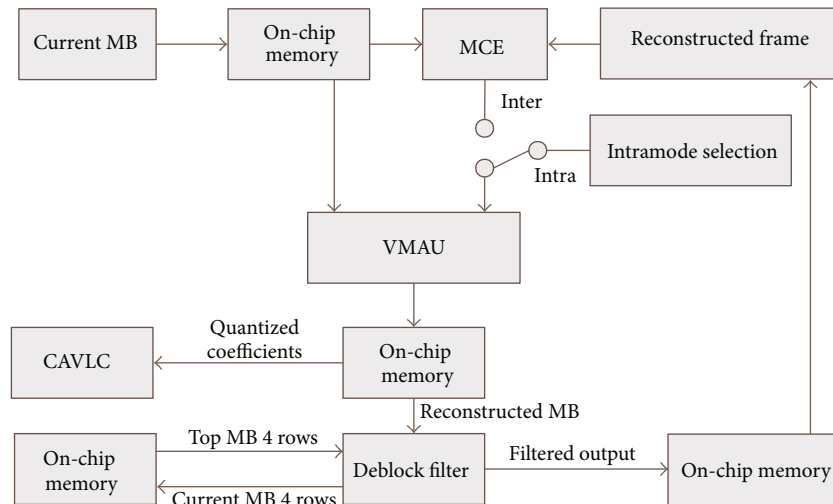 Current MB
On-chip
memory
MCE
Reconstructed frame
Inter
Intramode selection
Intra
VMAU
Quantized
coefficients
CAVLC
On-chip
memory
Reconstructed MB
Top MB 4 rows
On-chip
memory
Deblock filter
Filtered output
On-chip memory
Current MB 4 rows